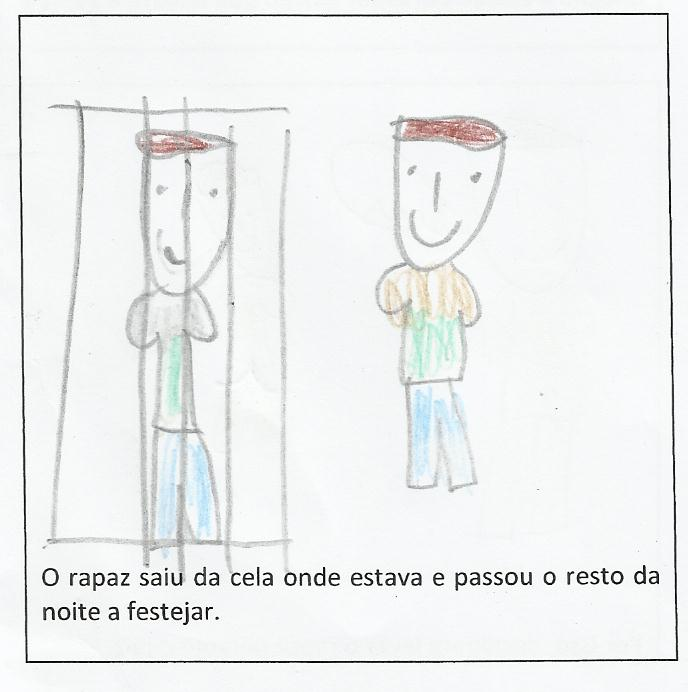 O rapaz saiu da cela onde estava e passou o resto da
noite a festejar.